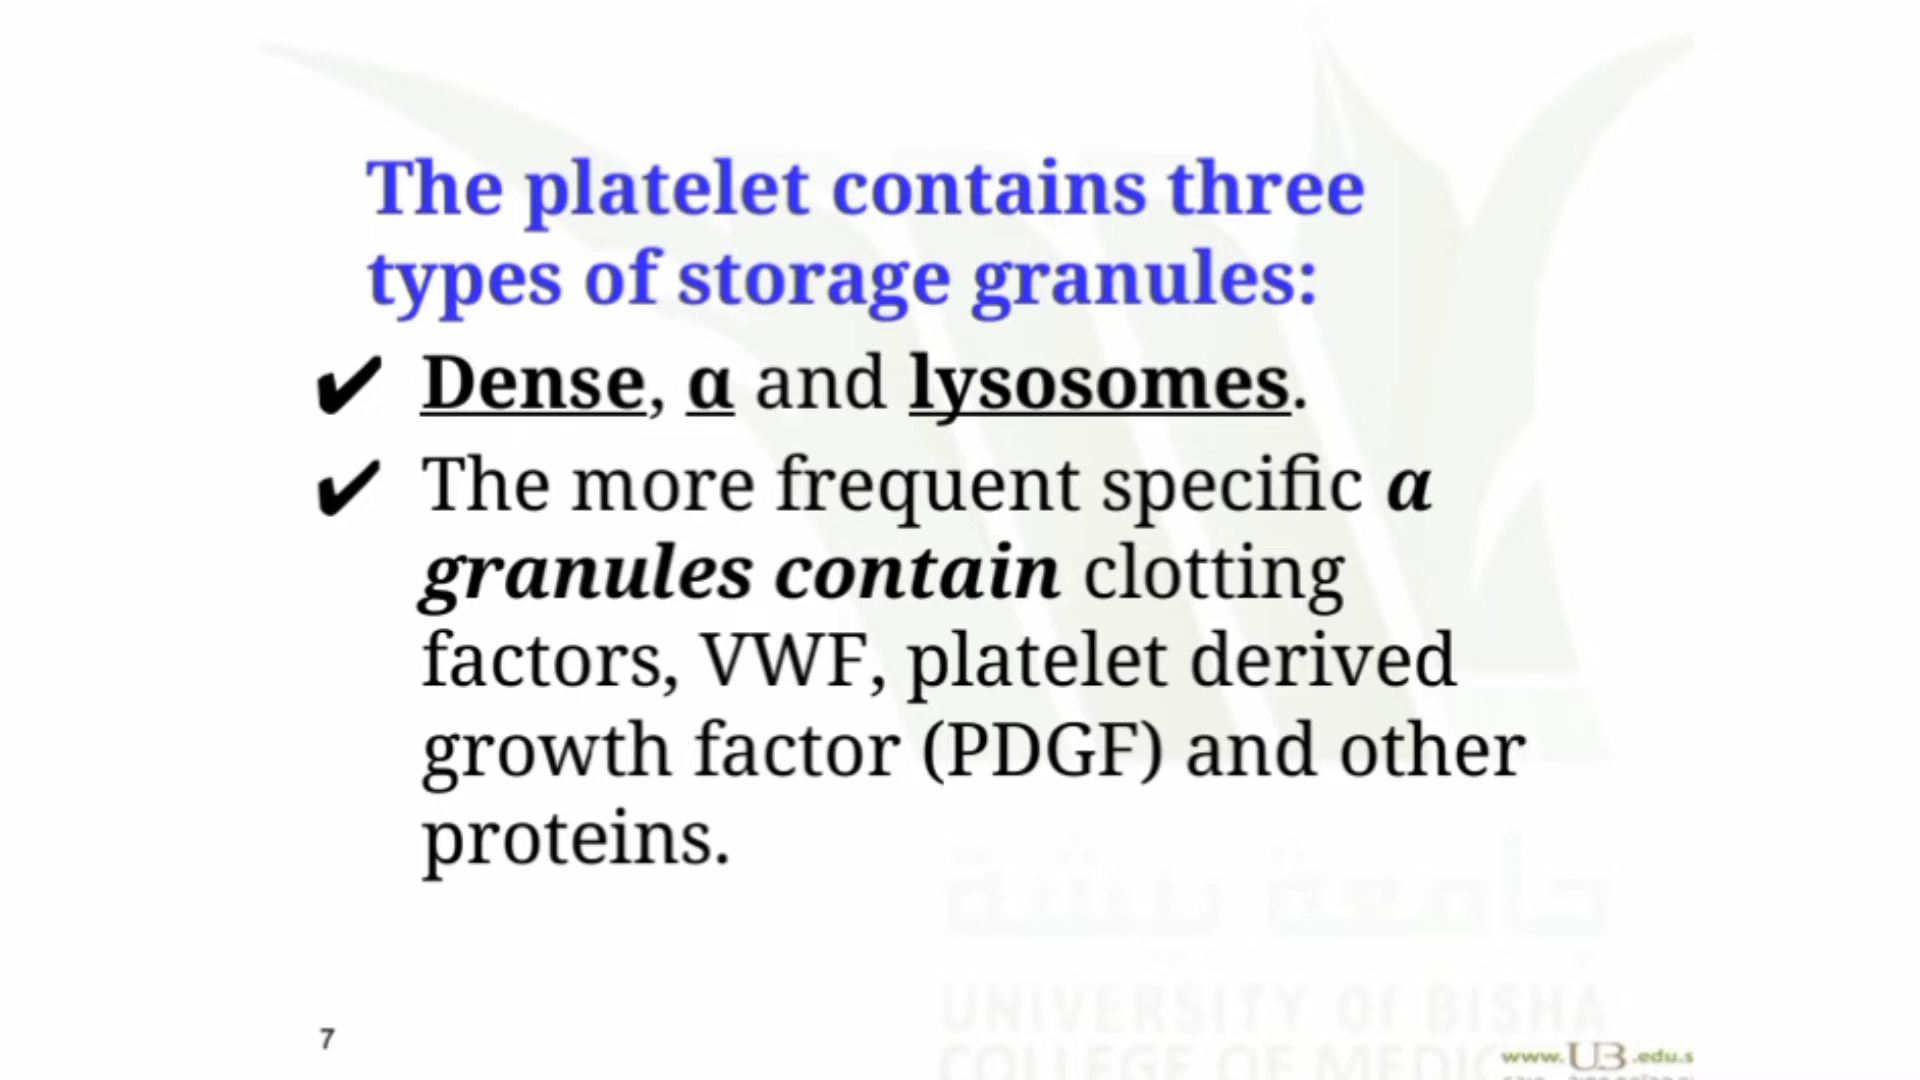 The platelet contains three
types of storage granules:
✔ Dense, α and lysosomes.
✔ The more frequent specific α
granules contain clotting
factors, VWF, platelet derived
growth factor (PDGF) and other
proteins.
جامعة بيشة
UNIVERSITY Of BISHA
COLLEGE OF MEDIC
7
www.UB.edu.s